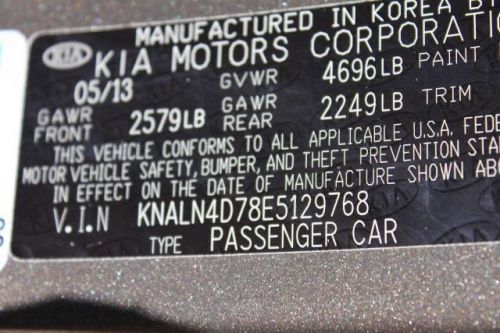 MANUFACTURED IN KOREA BY
KIA KIA MOTORS CORPORATION
05/13 GVWR 4696LB PAINT
GAWR FRONT 2579LB GAWR REAR 2249LB TRIM
THIS VEHICLE CONFORMS TO ALL APPLICABLE U.S.A. FEDE
MOTOR VEHICLE SAFETY, BUMPER, AND THEFT PREVENTION STA
IN EFFECT ON THE DATE OF MANUFACTURE SHOWN ABO
V.I.N KNALN4D78E5129768
TYPE PASSENGER CAR